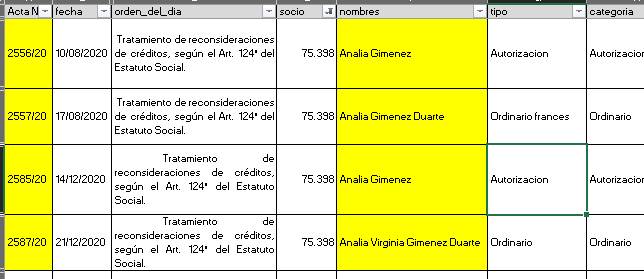 Acta N fecha orden_del_dia socio nombres tipo categoria
2556/20 10/08/2020 Tratamiento de reconsideraciones de créditos, según el Art. 124º del Estatuto Social. 75.398 Analia Gimenez Autorizacion Autorizacion
2557/20 17/08/2020 Tratamiento de reconsideraciones de créditos, según el Art. 124º del Estatuto Social. 75.398 Analia Gimenez Duarte Ordinario frances Ordinario
2585/20 14/12/2020 Tratamiento de reconsideraciones de créditos, según el Art. 124º del Estatuto Social. 75.398 Analia Gimenez Autorizacion Autorizacion
2587/20 21/12/2020 Tratamiento de reconsideraciones de créditos, según el Art. 124º del Estatuto Social. 75.398 Analia Virginia Gimenez Duarte Ordinario Ordinario